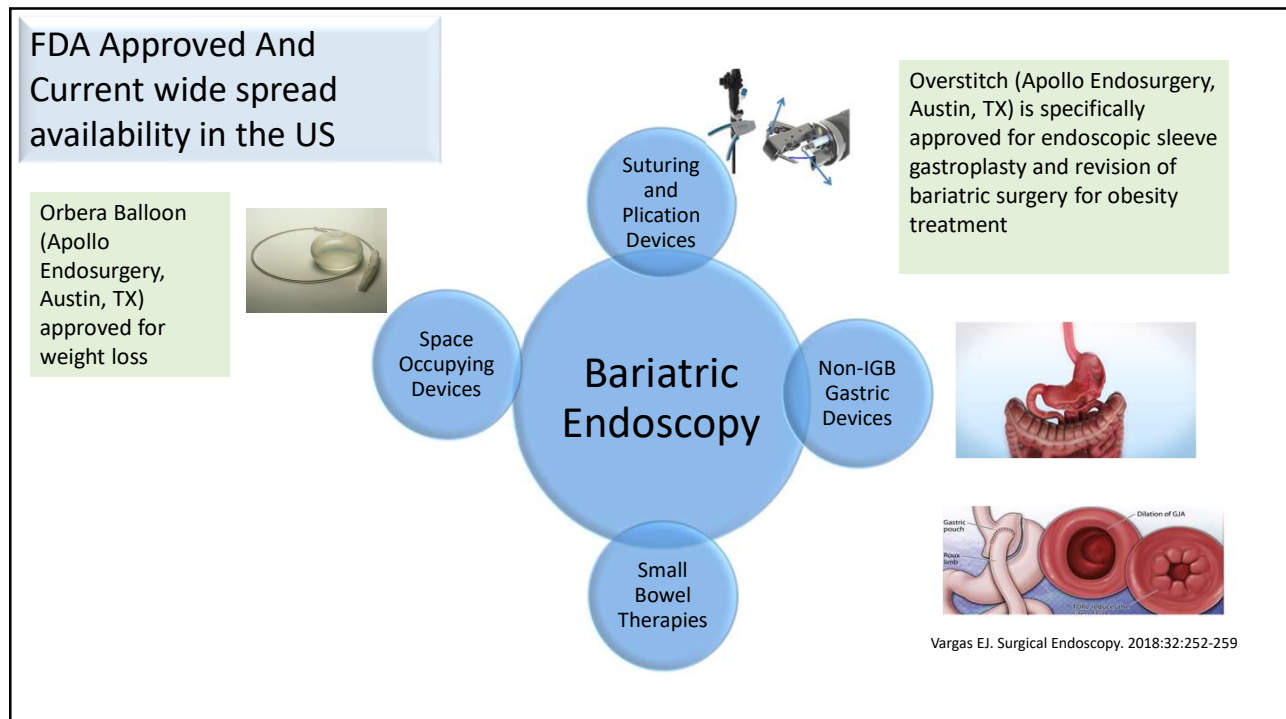 FDA Approved And
Current wide spread
availability in the US
Overstitch (Apollo Endosurgery,
Austin, TX) is specifically
approved for endoscopic sleeve
gastroplasty and revision of
bariatric surgery for obesity
treatment
Suturing
and
Plication
Devices
Orbera Balloon
(Apollo
Endosurgery,
Austin, TX)
approved for
weight loss
Space
Occupying
Devices
Bariatric
Endoscopy
Non-IGB
Gastric
Devices
Small
Bowel
Therapies
Gastric
pouch
Roux
limb
Dilation of GJA
TORe reduces the
Vargas EJ. Surgical Endoscopy. 2018:32:252-259